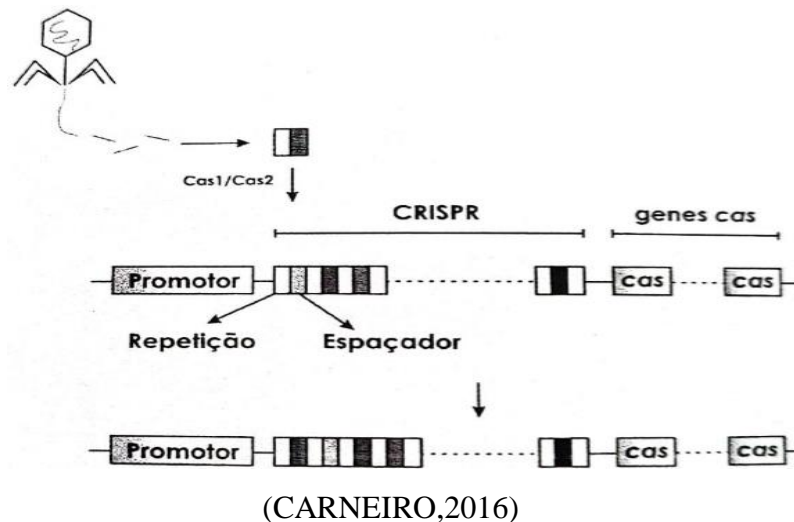 Cas1/Cas2
CRISPR
genes cas
Promotor
cas
cas
Repetição
Espaçador
Promotor
cas
cas
(CARNEIRO,2016)